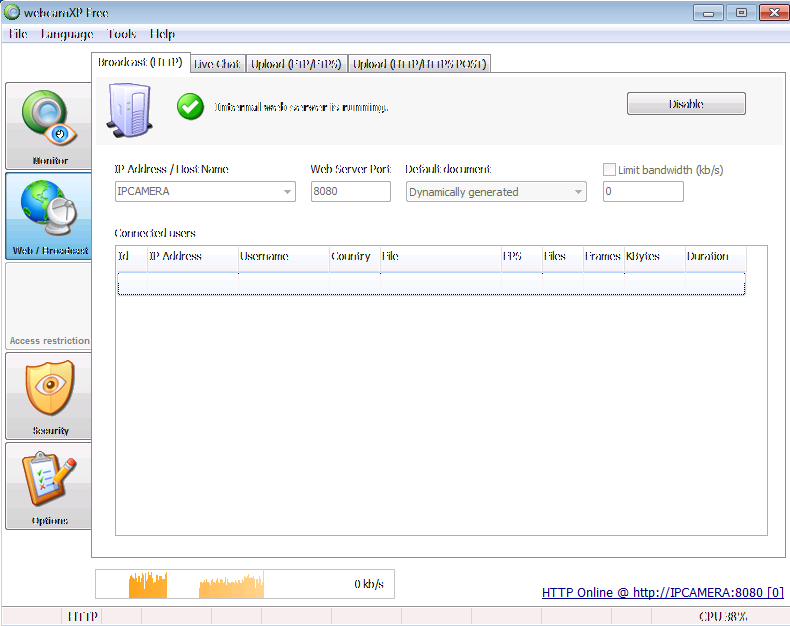 webcamXP Free
File Language Tools Help
Broadcast (HTTP) Live Chat Upload (FTP/FTPS) Upload (HTTP/HTTPS POST)
Internal web server is running.
Disable
Monitor
IP Address / Host Name Web Server Port Default document Limit bandwidth (kb/s)
IPCAMERA 8080 Dynamically generated 0
Web / Broadcast
Connected users
Id IP Address Username Country File FPS Files Frames KBytes Duration
Access restriction
Security
Options
0 kb/s
HTTP Online @ http://IPCAMERA:8080 [0]
HTTP CPU 38%